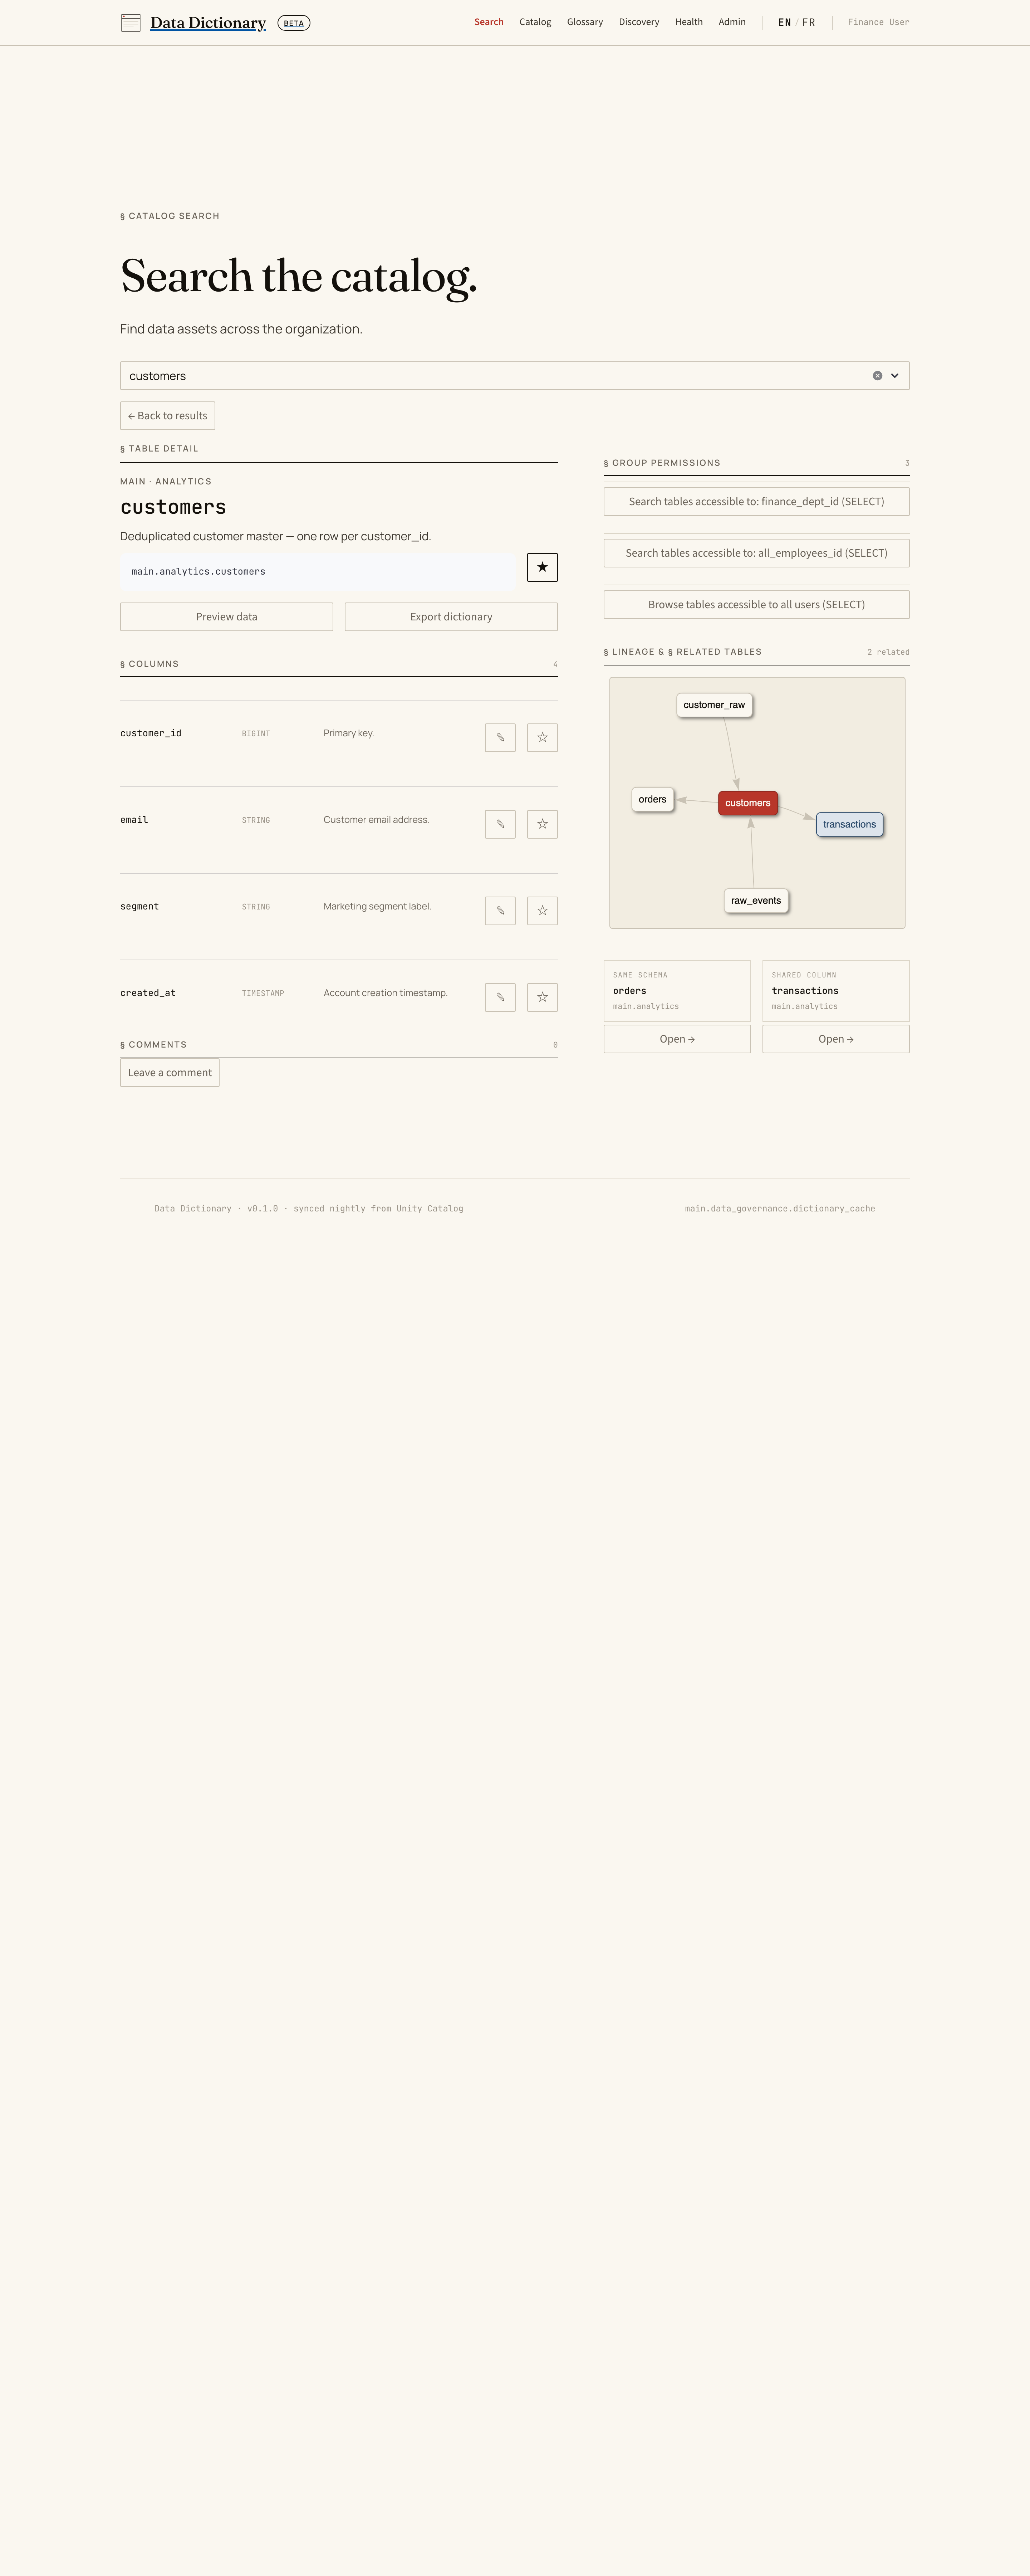 Data Dictionary BETA Search Catalog Glossary Discovery Health Admin EN / FR Finance User
§ CATALOG SEARCH
Search the catalog.
Find data assets across the organization.
customers
← Back to results
§ TABLE DETAIL
MAIN · ANALYTICS
customers
Deduplicated customer master — one row per customer_id.
main.analytics.customers ★
Preview data Export dictionary
§ COLUMNS 4
customer_id BIGINT Primary key. ✎ ☆
email STRING Customer email address. ✎ ☆
segment STRING Marketing segment label. ✎ ☆
created_at TIMESTAMP Account creation timestamp. ✎ ☆
§ COMMENTS 0
Leave a comment
§ GROUP PERMISSIONS 3
Search tables accessible to: finance_dept_id (SELECT)
Search tables accessible to: all_employees_id (SELECT)
Browse tables accessible to all users (SELECT)
§ LINEAGE & § RELATED TABLES 2 related
customer_raw
orders
customers
transactions
raw_events
SAME SCHEMA
orders
main.analytics
Open →
SHARED COLUMN
transactions
main.analytics
Open →
Data Dictionary · v0.1.0 · synced nightly from Unity Catalog main.data_governance.dictionary_cache